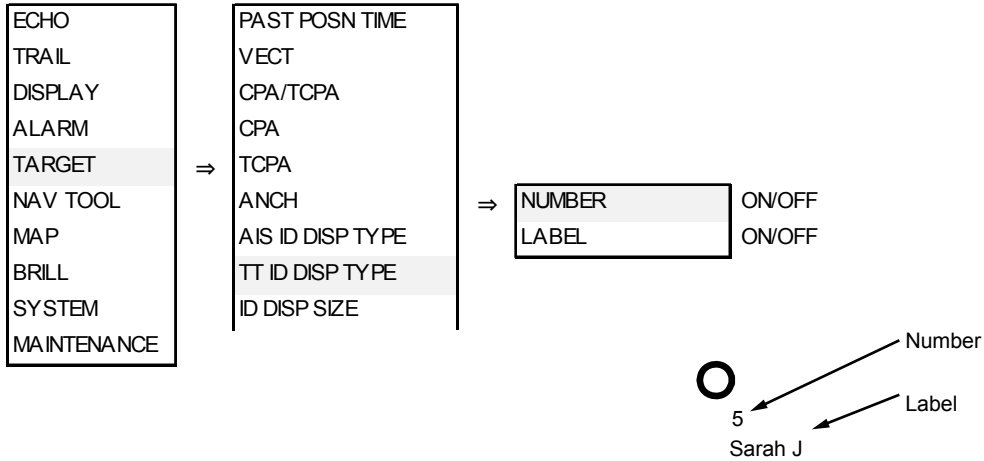 ECHO
TRAIL
DISPLAY
ALARM
TARGET
NAV TOOL
MAP
BRILL
SYSTEM
MAINTENANCE
⇒
PAST POSN TIME
VECT
CPA/TCPA
CPA
TCPA
ANCH
AIS ID DISP TYPE
TT ID DISP TYPE
ID DISP SIZE
⇒
NUMBER ON/OFF
LABEL ON/OFF
Number
Label
5
Sarah J